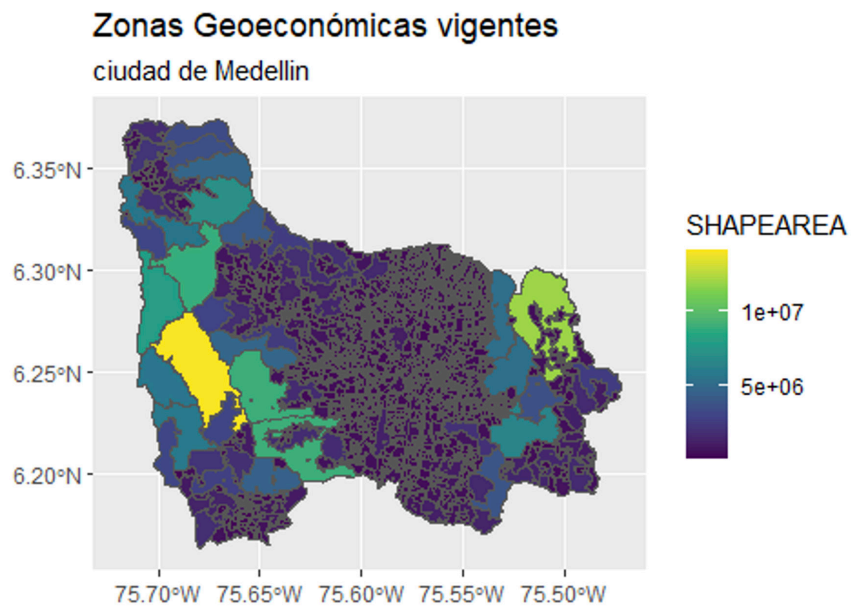 Zonas Geoeconómicas vigentes
ciudad de Medellin
6.35°N
6.30°N
6.25°N
6.20°N
75.70°W 75.65°W 75.60°W 75.55°W 75.50°W
SHAPEAREA
1e+07
5e+06